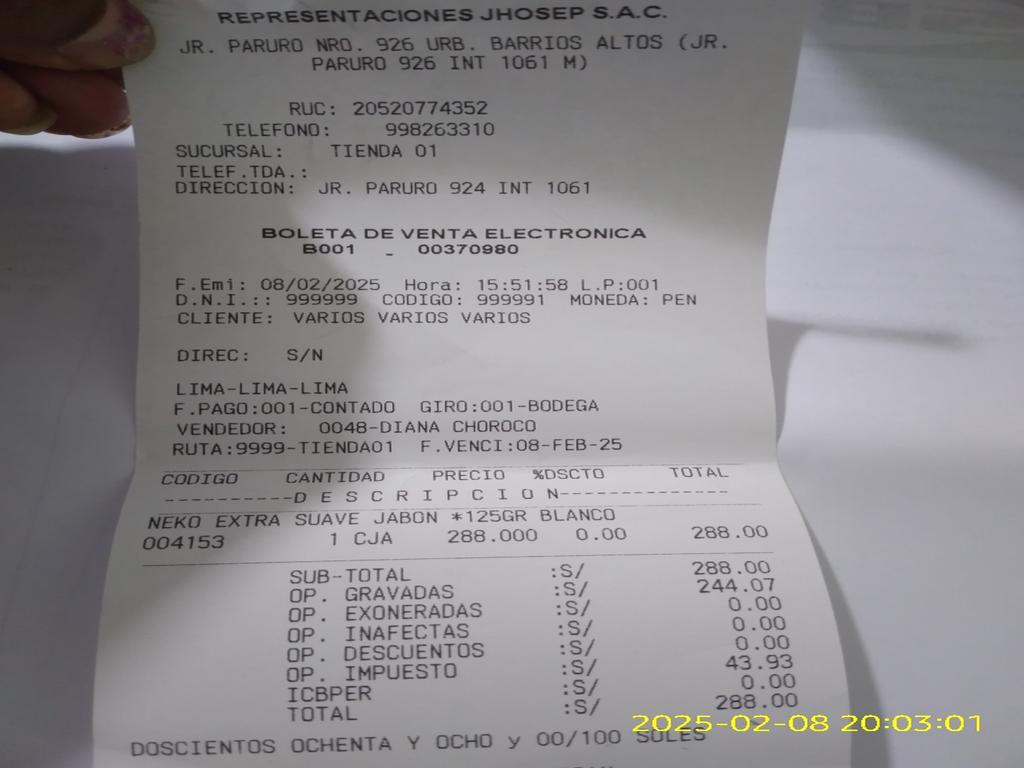 REPRESENTACIONES JHOSEP S.A.C.
JR. PARURO NRO. 926 URB. BARRIOS ALTOS (JR.
PARURO 926 INT 1061 M)
RUC: 20520774352
TELEFONO: 998263310
SUCURSAL: TIENDA 01
TELEF.TDA.:
DIRECCION: JR. PARURO 924 INT 1061
BOLETA DE VENTA ELECTRONICA
B001 - 00370980
F.Emi: 08/02/2025 Hora: 15:51:58 L.P:001
D.N.I.:: 999999 CODIGO: 999991 MONEDA: PEN
CLIENTE: VARIOS VARIOS VARIOS
DIREC: S/N
LIMA-LIMA-LIMA
F.PAGO:001-CONTADO GIRO:001-BODEGA
VENDEDOR: 0048-DIANA CHOROCO
RUTA:9999-TIENDA01 F.VENCI:08-FEB-25
CODIGO CANTIDAD PRECIO %DSCTO TOTAL
----------D E S C R I P C I O N-------------
NEKO EXTRA SUAVE JABON *125GR BLANCO
004153 1 CJA 288.000 0.00 288.00
SUB-TOTAL :S/ 288.00
OP. GRAVADAS :S/ 244.07
OP. EXONERADAS :S/ 0.00
OP. INAFECTAS :S/ 0.00
OP. DESCUENTOS :S/ 0.00
OP. IMPUESTO :S/ 43.93
ICBPER :S/ 0.00
TOTAL :S/ 288.00
DOSCIENTOS OCHENTA Y OCHO y 00/100 SOLES
2025-02-08 20:03:01